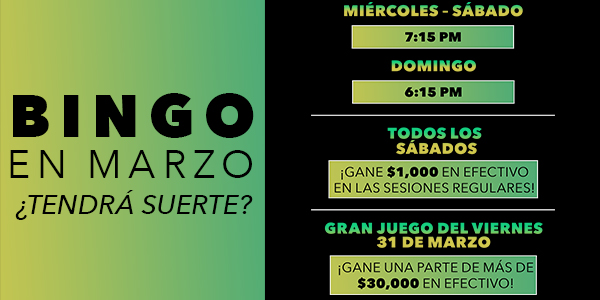 BINGO
EN MARZO
¿TENDRÁ SUERTE?
MIÉRCOLES – SÁBADO
7:15 PM
DOMINGO
6:15 PM
TODOS LOS
SÁBADOS
¡GANE $1,000 EN EFECTIVO
EN LAS SESIONES REGULARES!
GRAN JUEGO DEL VIERNES
31 DE MARZO
¡GANE UNA PARTE DE MÁS DE
$30,000 EN EFECTIVO!